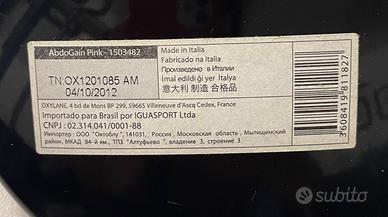 AbdoGain Pink - 1503482
TN OX1201085 AM
04/10/2012
Made in Italia
Fabricado na Italia
Произведено в Италии
Imal edildiği yer Italya
意大利 制造 合格品
OXYLANE, 4 bd de Mons BP 299, 59665 Villeneuve d'Ascq Cedex, France
Importado para Brasil por IGUASPORT Ltda
CNPJ : 02.314.041/0001-88
Импортер : ООО " Октоблу ", 141031, Россия, Московская область, Мытищинский
район, МКАД 84-й км., ТПЗ "Алтуфьево ", владение 3, строение 3
3608419811827
subito